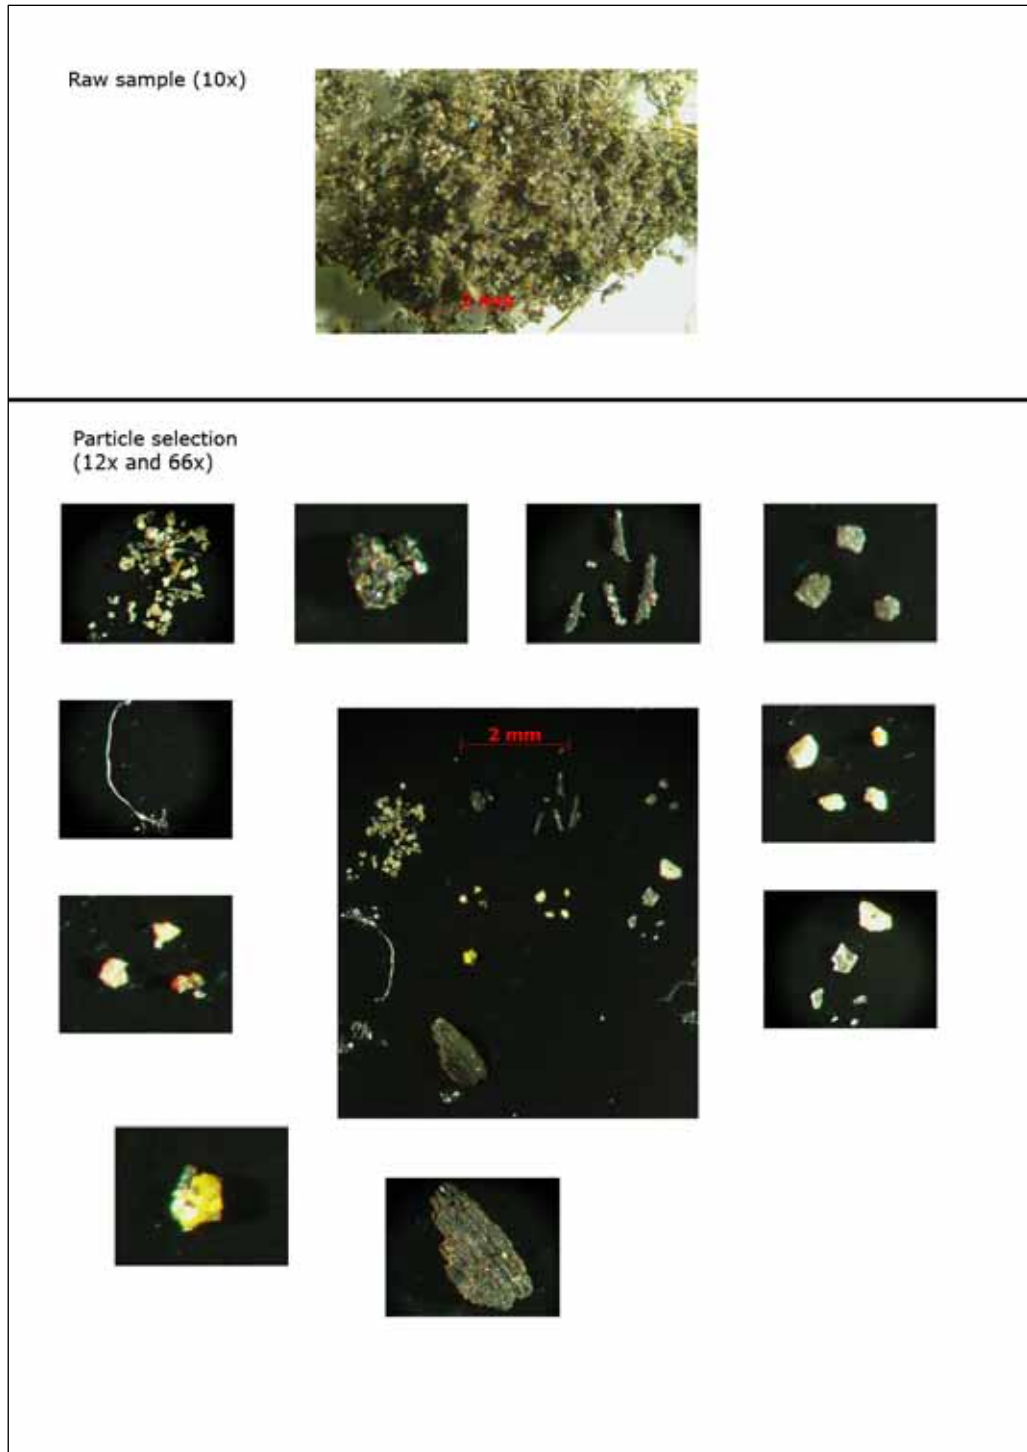 Raw sample (10x)
Particle selection
(12x and 66x)
2 mm